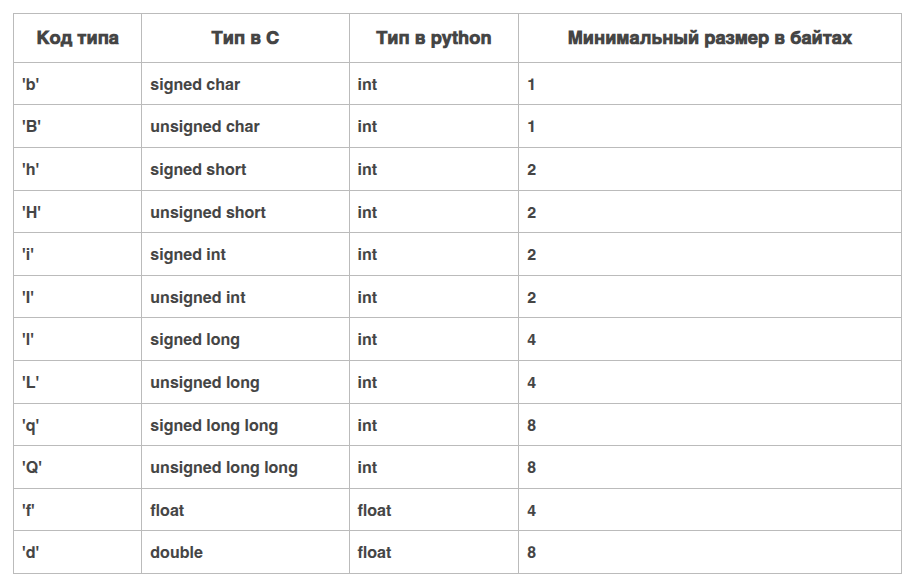 Код типа Тип в C Тип в python Минимальный размер в байтах
'b' signed char int 1
'B' unsigned char int 1
'h' signed short int 2
'H' unsigned short int 2
'i' signed int int 2
'I' unsigned int int 2
'l' signed long int 4
'L' unsigned long int 4
'q' signed long long int 8
'Q' unsigned long long int 8
'f' float float 4
'd' double float 8